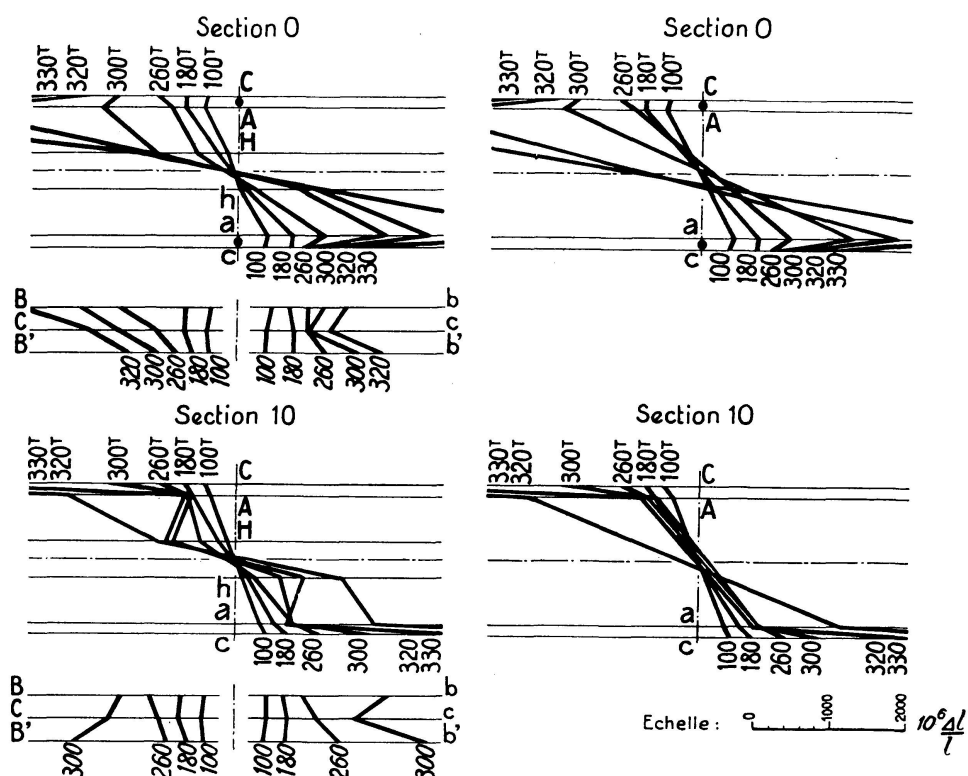 Section 0
330T 320T 300T 260T 180T 100T
C
A
H
h
a
c
100 180 260 300 320 330
B
C
B'
320 300 260 180 100
b
c
b'
100 180 260 300 320
Section 0
330T 320T 300T 260T 180T 100T
C
A
a
c
100 180 260 300 320 330
Section 10
330T 320T 300T 260T 180T 100T
C
A
H
h
a
c
100 180 260 300 320 330
B
C
B'
300 260 180 100
b
c
b'
100 180 260 300
Section 10
330T 320T 300T 260T 180T 100T
C
A
a
c
100 180 260 300 320 330
Echelle : 0 1000 2000 10⁶ Δl/l